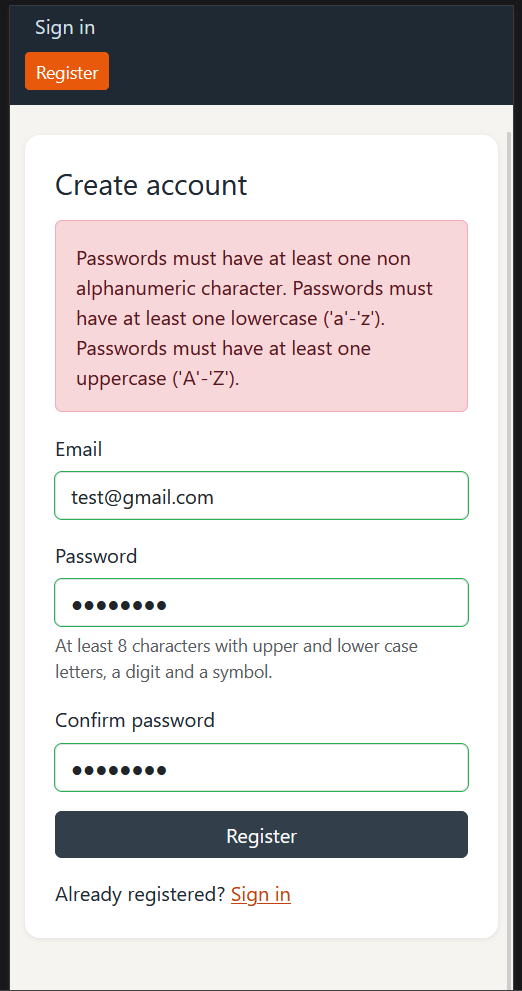 Sign in
Register
Create account
Passwords must have at least one non
alphanumeric character. Passwords must
have at least one lowercase ('a'-'z').
Passwords must have at least one
uppercase ('A'-'Z').
Email
test@gmail.com
Password
●●●●●●●●
At least 8 characters with upper and lower case
letters, a digit and a symbol.
Confirm password
●●●●●●●●
Register
Already registered? Sign in